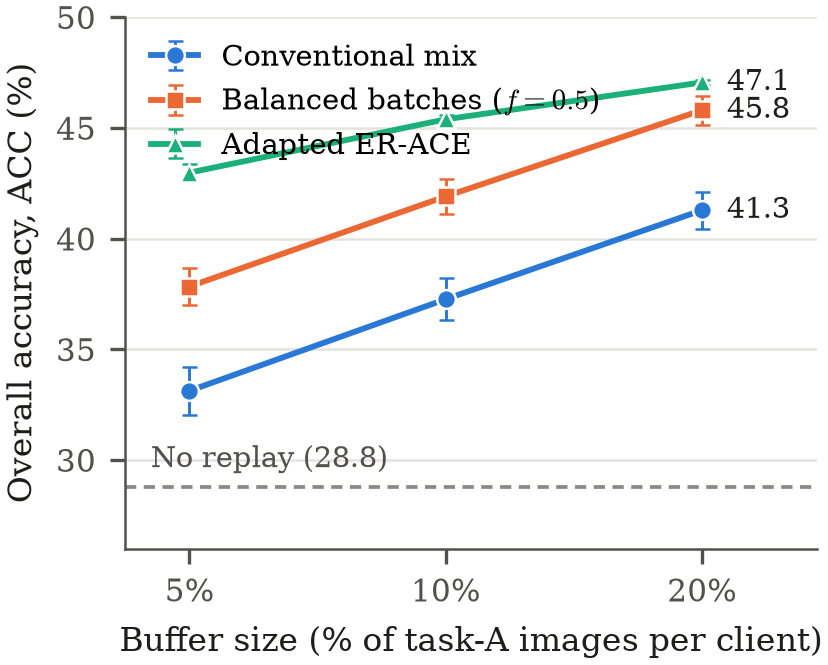 50
45
40
35
30
Overall accuracy, ACC (%)
Conventional mix
Balanced batches (f=0.5)
Adapted ER-ACE
47.1
45.8
41.3
No replay (28.8)
5%
10%
20%
Buffer size (% of task-A images per client)